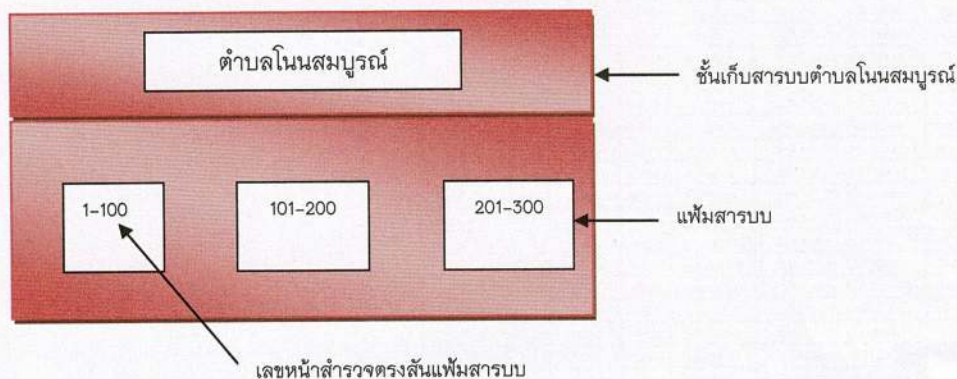 ตำบลโนนสมบูรณ์
ชั้นเก็บสารบบตำบลโนนสมบูรณ์
1-100
101-200
201-300
แฟ้มสารบบ
เลขหน้าสำรวจตรงสันแฟ้มสารบบ